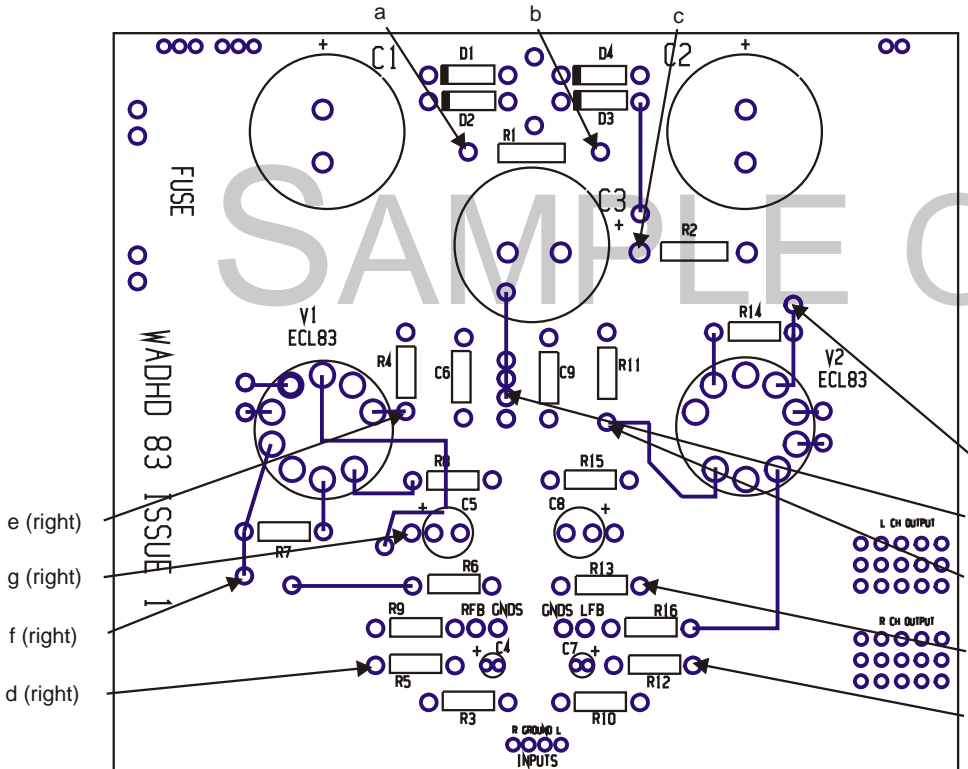 a b c
+ C1 D1 D4 + C2
D2 D3
R1
FUSE
SAMPLE C
C3
+
R2
V1
ECL83
R14
V2
ECL83
R4 C6 C9 R11
WADHD 83 ISSUE 1
R8 R15
e (right)
+ C5 C8 +
L CH OUTPUT
R7
g (right)
R6 R13
f (right)
R9 RFB GNDS GNDS LFB R16
R CH OUTPUT
+ C4 C7 +
d (right)
R5 R12
R3 R10
R GROUND L
INPUTS